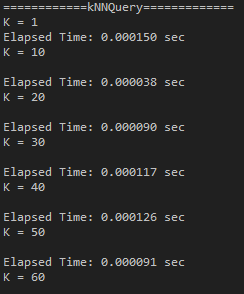 ============kNNQuery=============
K = 1
Elapsed Time: 0.000150 sec
K = 10
Elapsed Time: 0.000038 sec
K = 20
Elapsed Time: 0.000090 sec
K = 30
Elapsed Time: 0.000117 sec
K = 40
Elapsed Time: 0.000126 sec
K = 50
Elapsed Time: 0.000091 sec
K = 60